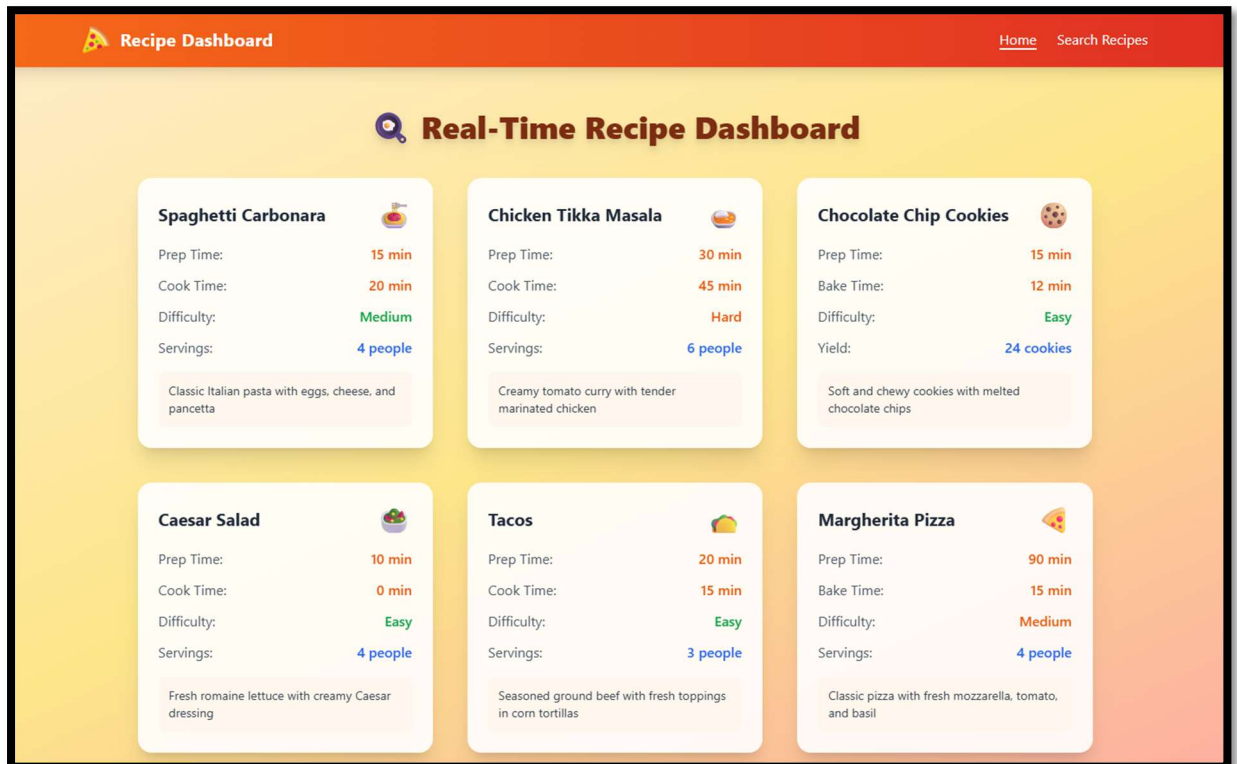 Recipe Dashboard
Home
Search Recipes
Real-Time Recipe Dashboard
Spaghetti Carbonara
Prep Time: 15 min
Cook Time: 20 min
Difficulty: Medium
Servings: 4 people
Classic Italian pasta with eggs, cheese, and
pancetta
Chicken Tikka Masala
Prep Time: 30 min
Cook Time: 45 min
Difficulty: Hard
Servings: 6 people
Creamy tomato curry with tender
marinated chicken
Chocolate Chip Cookies
Prep Time: 15 min
Bake Time: 12 min
Difficulty: Easy
Yield: 24 cookies
Soft and chewy cookies with melted
chocolate chips
Caesar Salad
Prep Time: 10 min
Cook Time: 0 min
Difficulty: Easy
Servings: 4 people
Fresh romaine lettuce with creamy Caesar
dressing
Tacos
Prep Time: 20 min
Cook Time: 15 min
Difficulty: Easy
Servings: 3 people
Seasoned ground beef with fresh toppings
in corn tortillas
Margherita Pizza
Prep Time: 90 min
Bake Time: 15 min
Difficulty: Medium
Servings: 4 people
Classic pizza with fresh mozzarella, tomato,
and basil